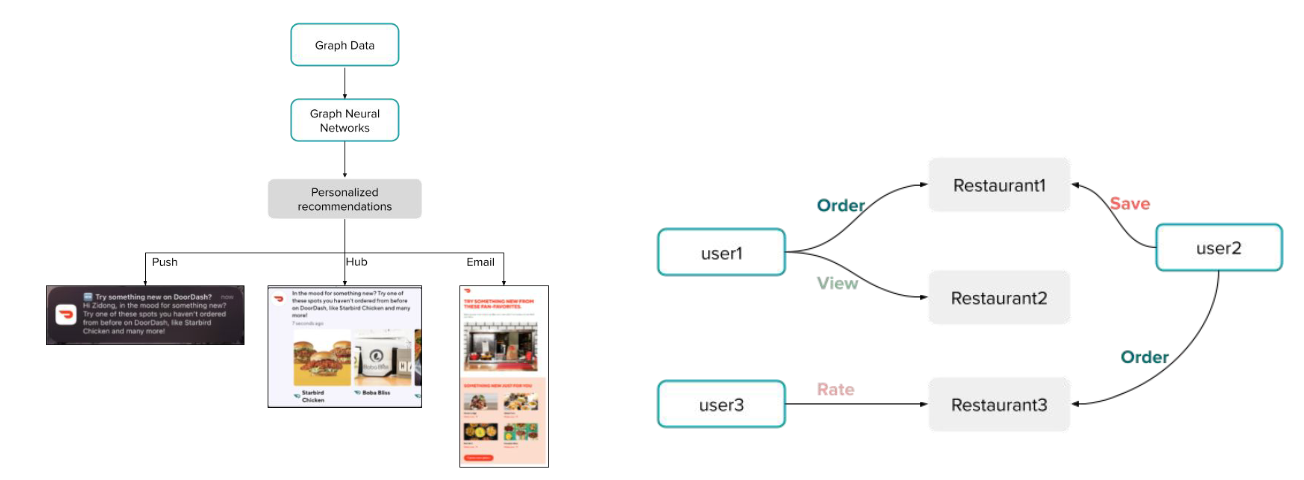 Graph Data
Graph Neural
Networks
Personalized
recommendations
Push
Hub
Email
Try something new on DoorDash?
now
Hi Zidong, in the mood for something new?
Try one of these spots you haven't ordered
from before on DoorDash, like Starbird
Chicken and many more!
In the mood for something new? Try one of
these spots you haven't ordered from before
on DoorDash, like Starbird Chicken and many
more!
7 seconds ago
Boba Bliss
Starbird
Chicken
Boba Bliss
TRY SOMETHING NEW FROM
THESE FAN-FAVORITES.
SOMETHING NEW JUST FOR YOU
Order
Restaurant1
Save
user1
user2
View
Restaurant2
Order
user3
Rate
Restaurant3